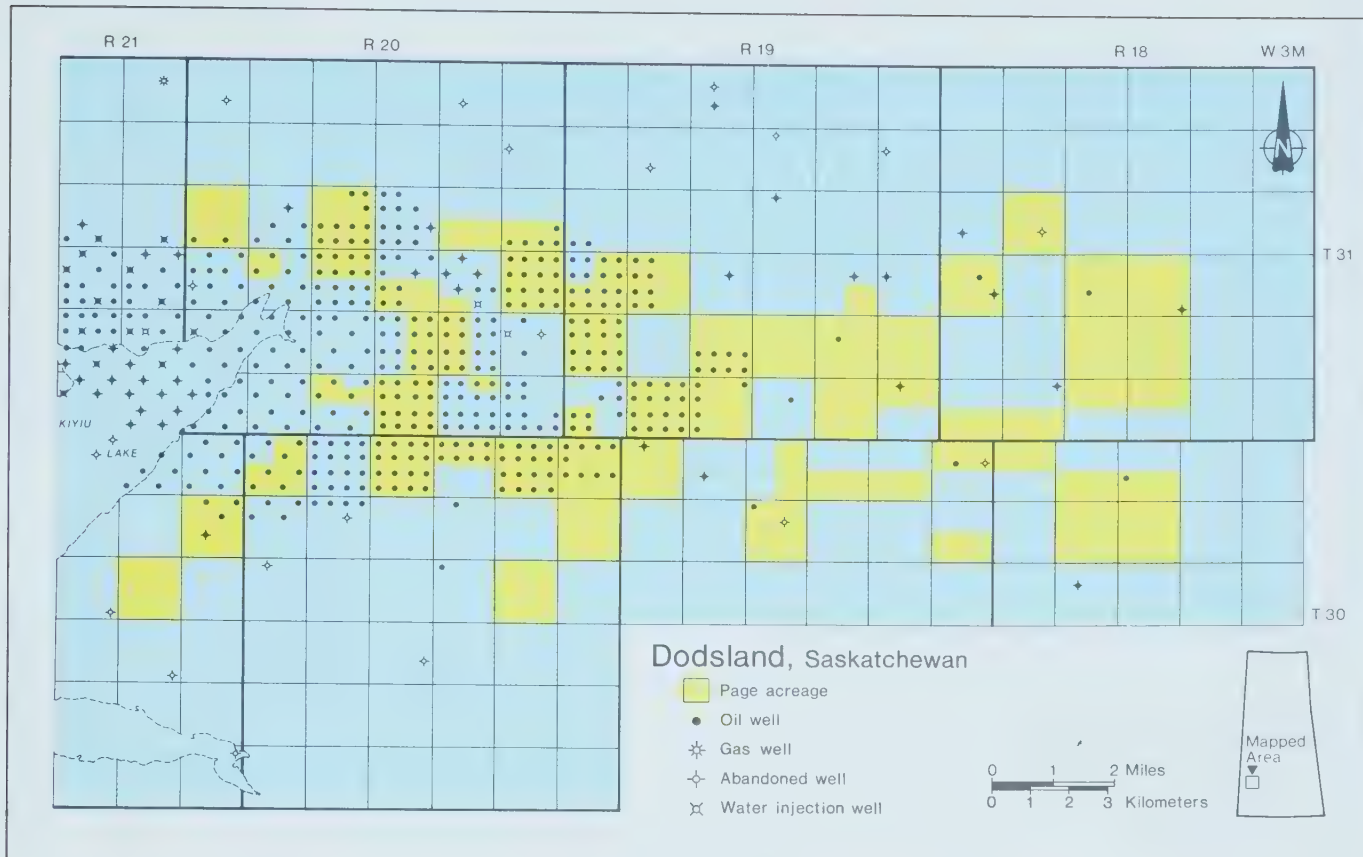 R 21 R 20 R 19 R 18 W 3M
N
T 31
KIYIU
LAKE
T 30
Dodsland, Saskatchewan
Page acreage
Oil well
Gas well
Abandoned well
Water injection well
0 1 2 Miles
0 1 2 3 Kilometers
Mapped
Area